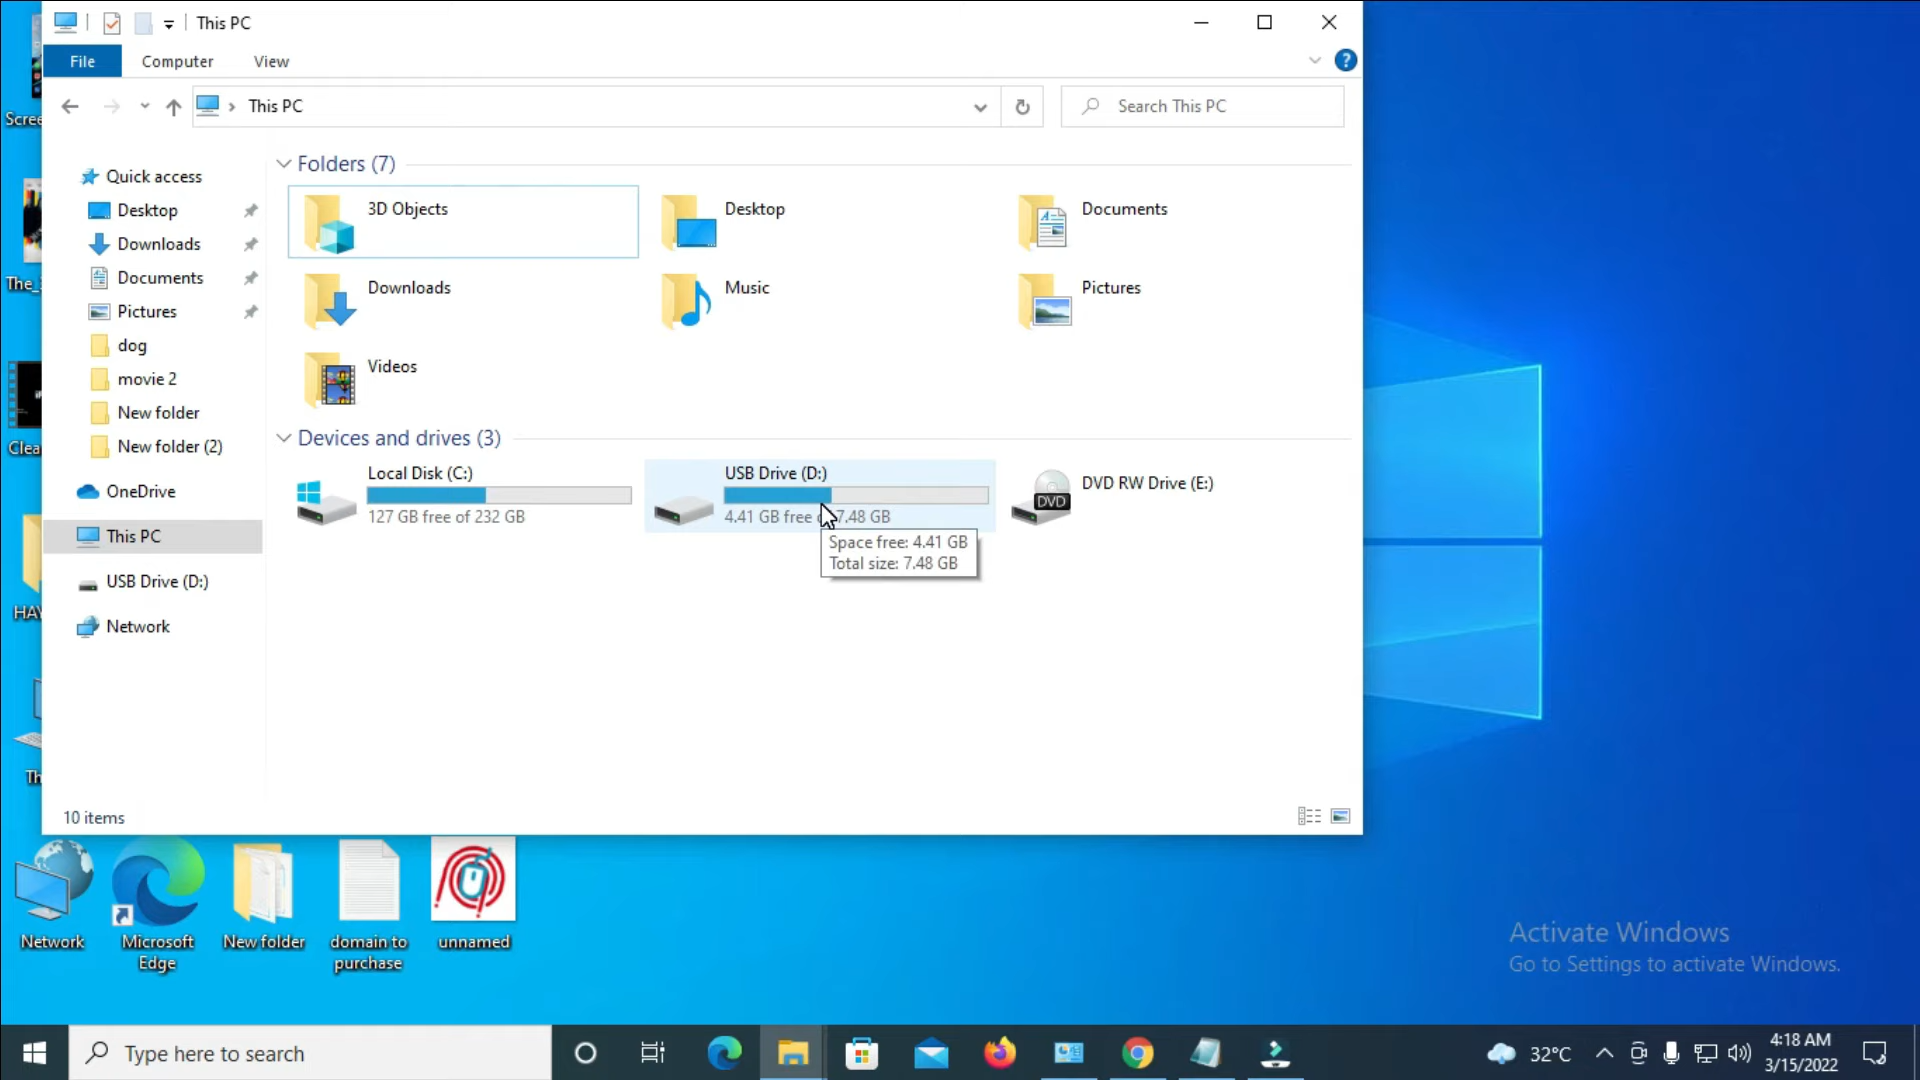 This PC
File
Computer
View
?
This PC
Search This PC
Quick access
Desktop
Downloads
Documents
Pictures
dog
movie 2
New folder
New folder (2)
OneDrive
This PC
USB Drive (D:)
Network
Folders (7)
3D Objects
Desktop
Documents
Downloads
Music
Pictures
Videos
Devices and drives (3)
Local Disk (C:)
127 GB free of 232 GB
USB Drive (D:)
4.41 GB free 7.48 GB
Space free: 4.41 GB
Total size: 7.48 GB
DVD
DVD RW Drive (E:)
10 items
Scree
The_
Clea
HAY
Th
Network
Microsoft
Edge
New folder
domain to
purchase
unnamed
Activate Windows
Go to Settings to activate Windows.
Type here to search
32°C
4:18 AM
3/15/2022